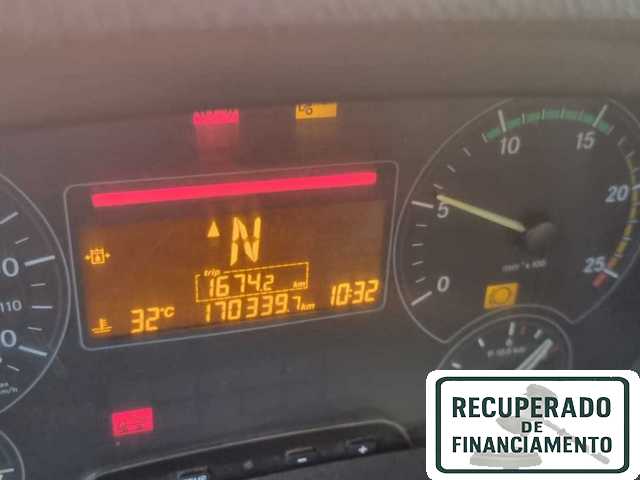 N
trip
1674.2 Km
32°C 170339.7 Km 10:32
110
0
5
10
15
20
25
RECUPERADO
DE
FINANCIAMENTO